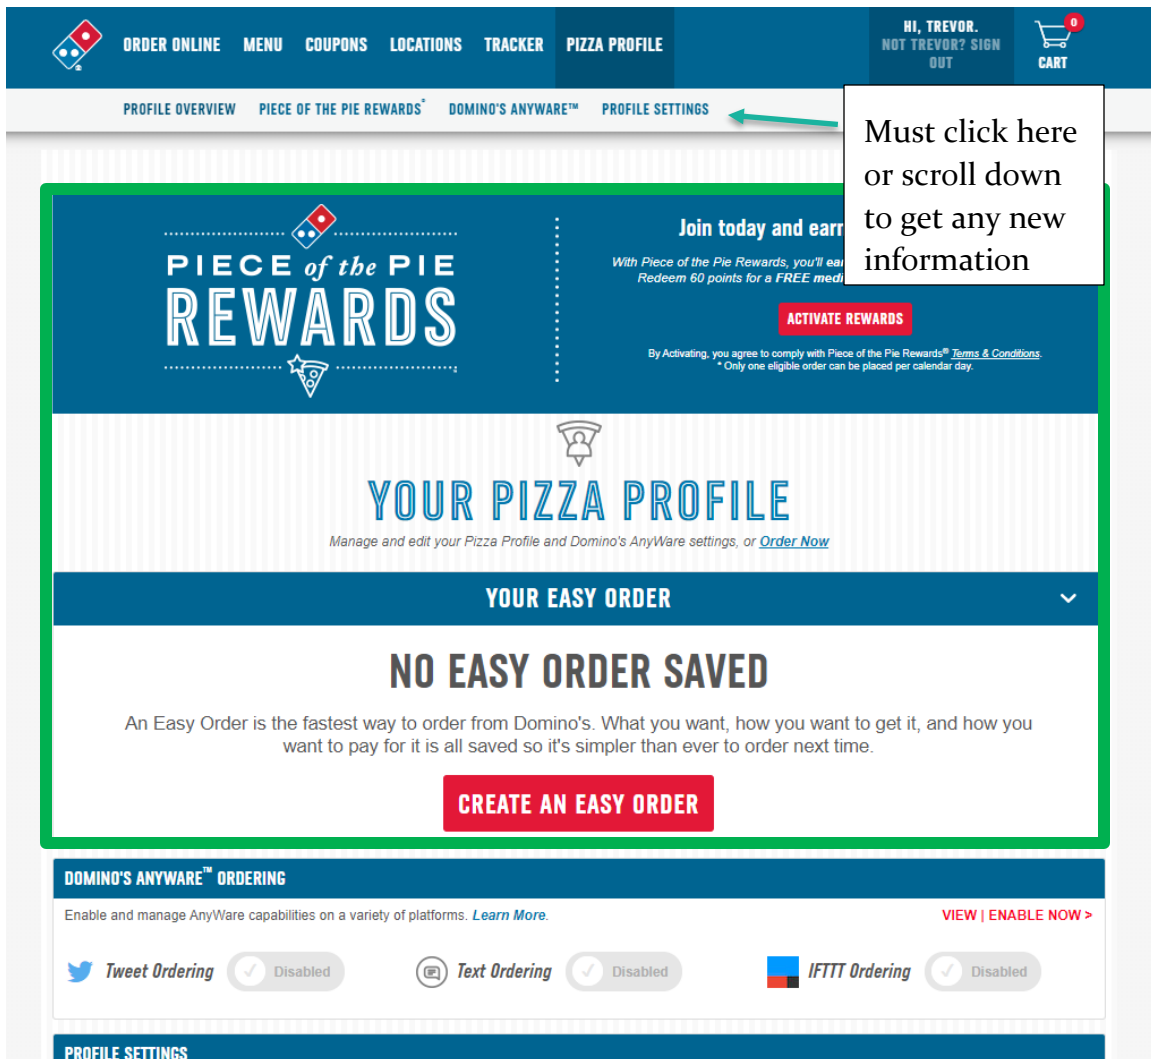 ORDER ONLINE MENU COUPONS LOCATIONS TRACKER PIZZA PROFILE
HI, TREVOR.
NOT TREVOR? SIGN
OUT
0
CART
PROFILE OVERVIEW PIECE OF THE PIE REWARDS® DOMINO'S ANYWARE™ PROFILE SETTINGS
Must click here
or scroll down
to get any new
information
PIECE of the PIE
REWARDS
Join today and earn
With Piece of the Pie Rewards, you'll
Redeem 60 points for a FREE
ACTIVATE REWARDS
By Activating, you agree to comply with Piece of the Pie Rewards® Terms & Conditions.
* Only one eligible order can be placed per calendar day.
YOUR PIZZA PROFILE
Manage and edit your Pizza Profile and Domino's AnyWare settings, or Order Now
YOUR EASY ORDER
NO EASY ORDER SAVED
An Easy Order is the fastest way to order from Domino's. What you want, how you want to get it, and how you
want to pay for it is all saved so it's simpler than ever to order next time.
CREATE AN EASY ORDER
DOMINO'S ANYWARE™ ORDERING
Enable and manage AnyWare capabilities on a variety of platforms. Learn More.
VIEW | ENABLE NOW >
Tweet Ordering Disabled Text Ordering Disabled IFTTT Ordering Disabled
PROFILE SETTINGS